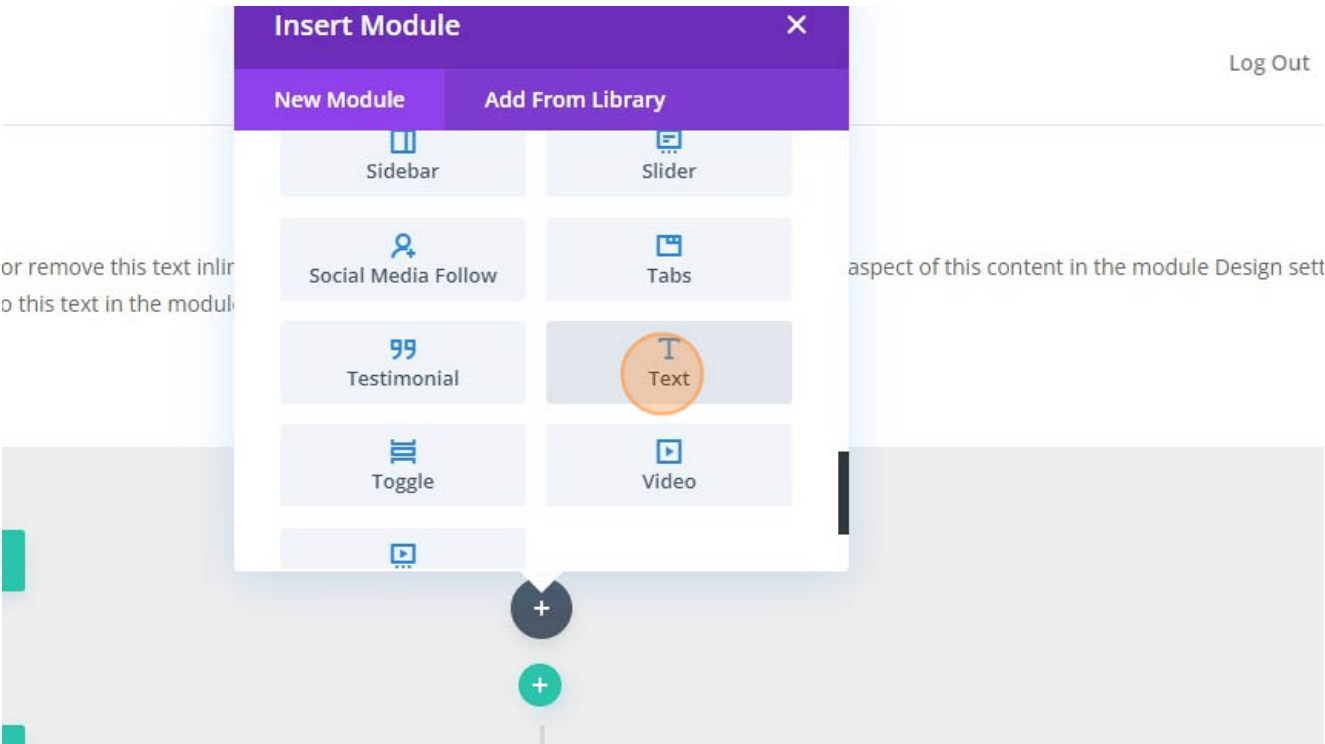 Insert Module
Log Out
New Module
Add From Library
Sidebar
Slider
or remove this text inlin
aspect of this content in the module Design sett
Social Media Follow
Tabs
o this text in the modul
Testimonial
Text
Toggle
Video